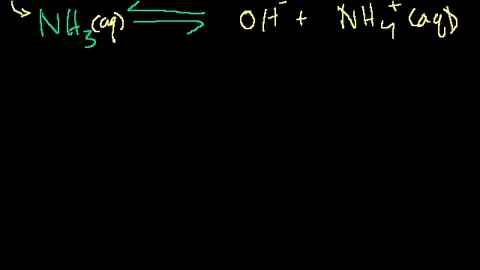 NH₃(aq) ⇌ OH⁻ + NH₄⁺(aq)